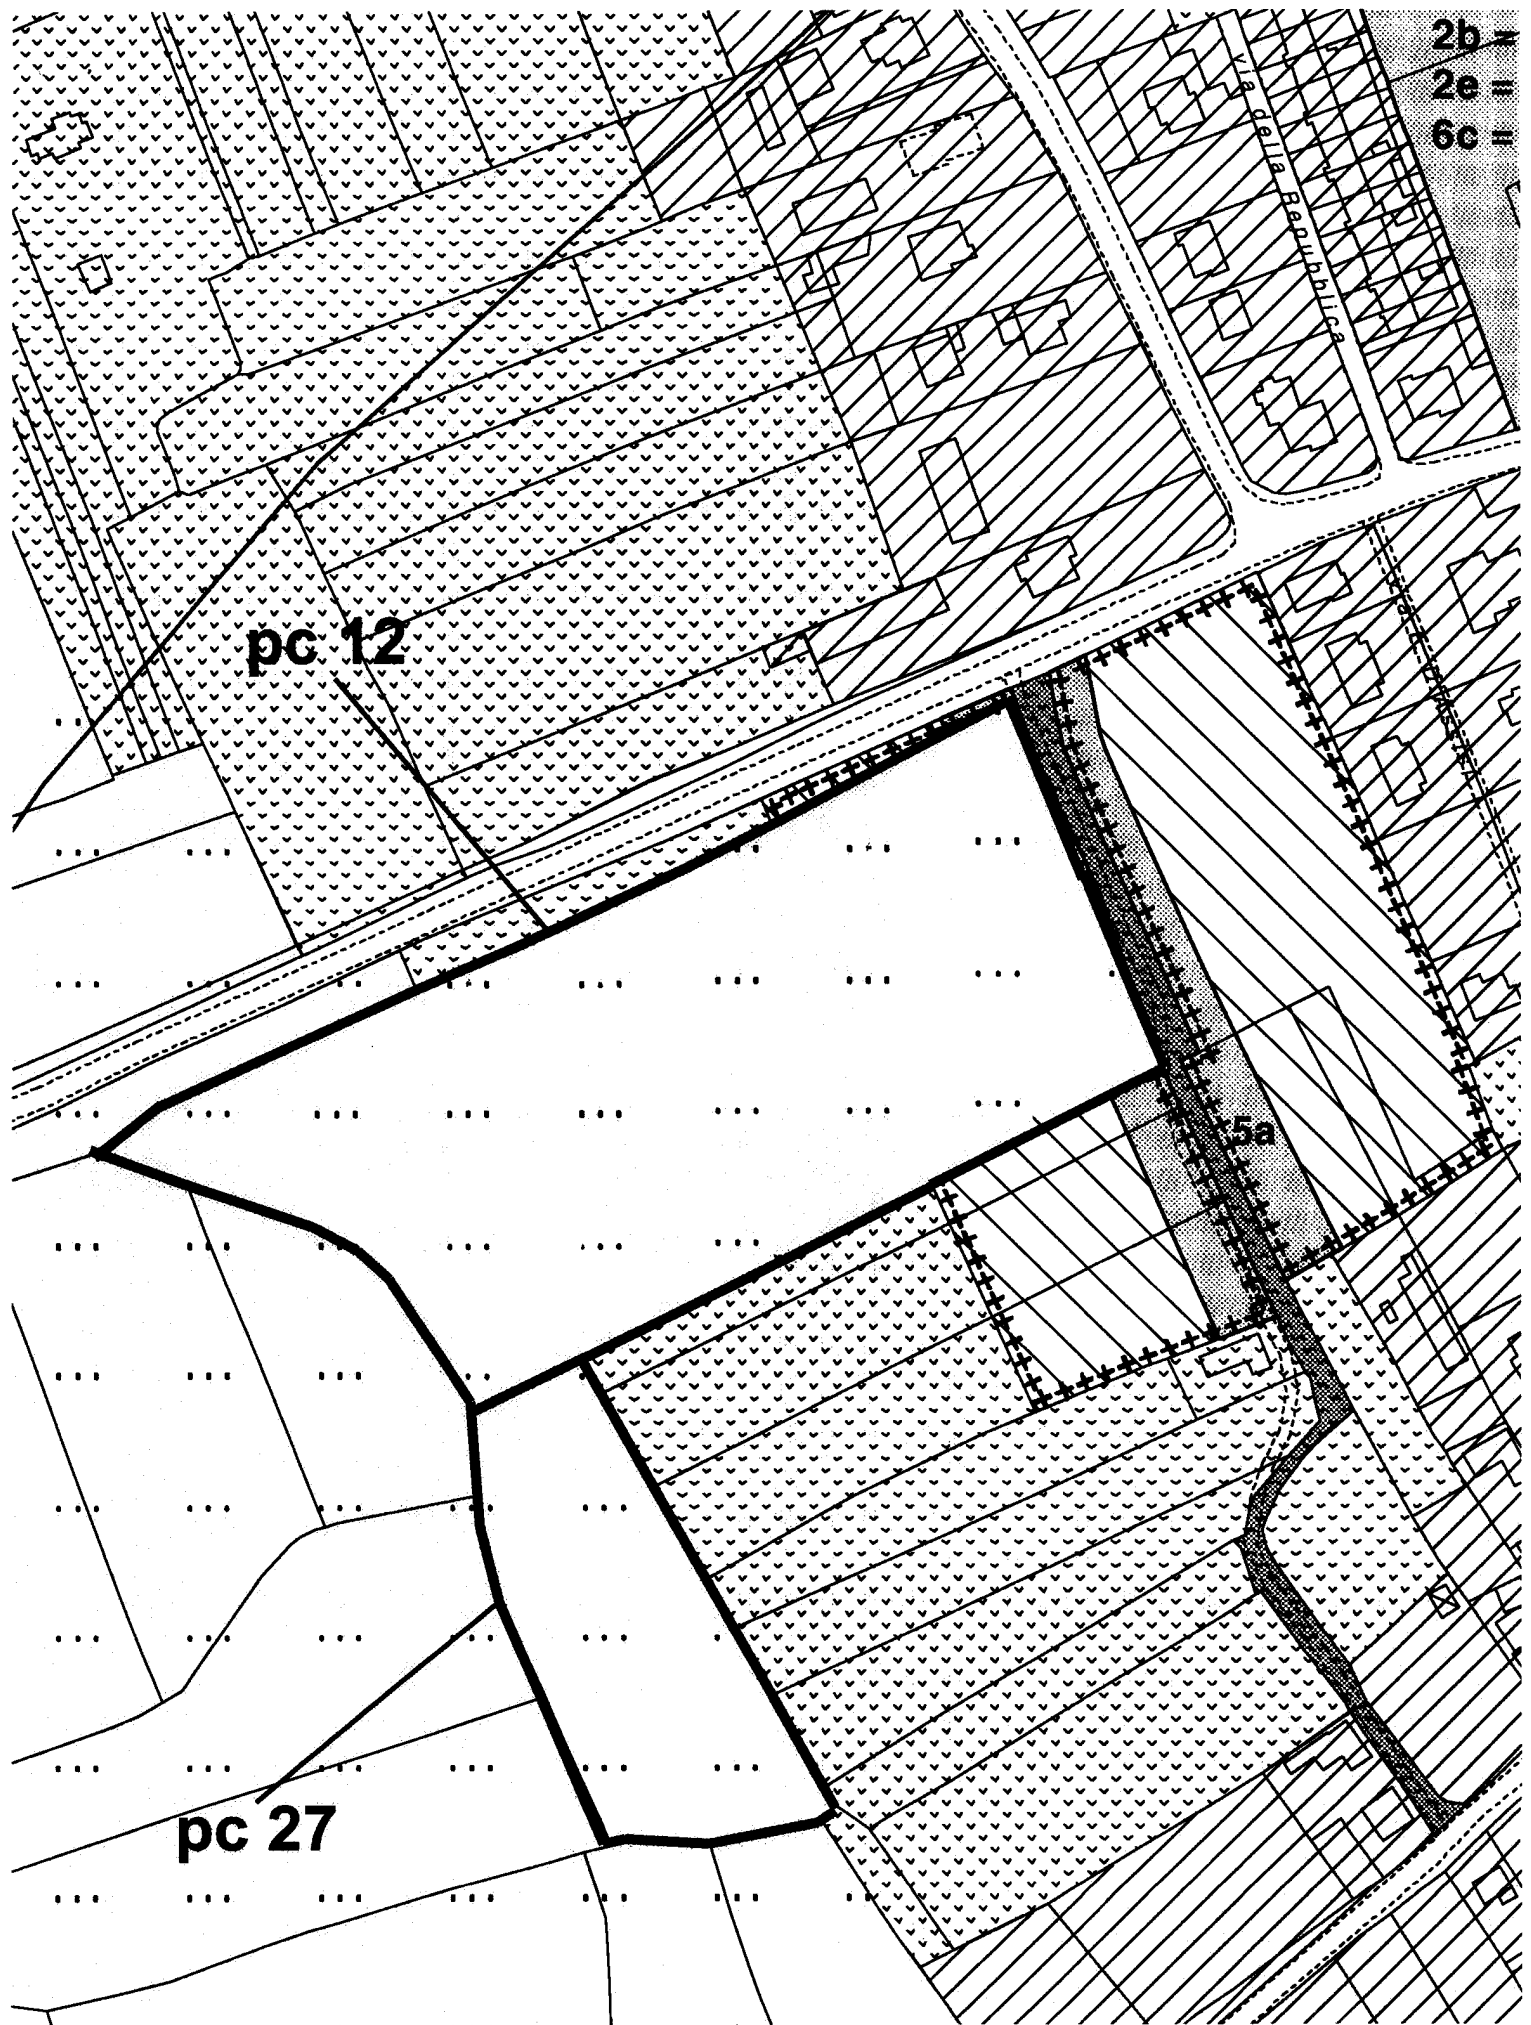 2b =
2e =
6c =
via della Repubblica
pc 12
5a
pc 27